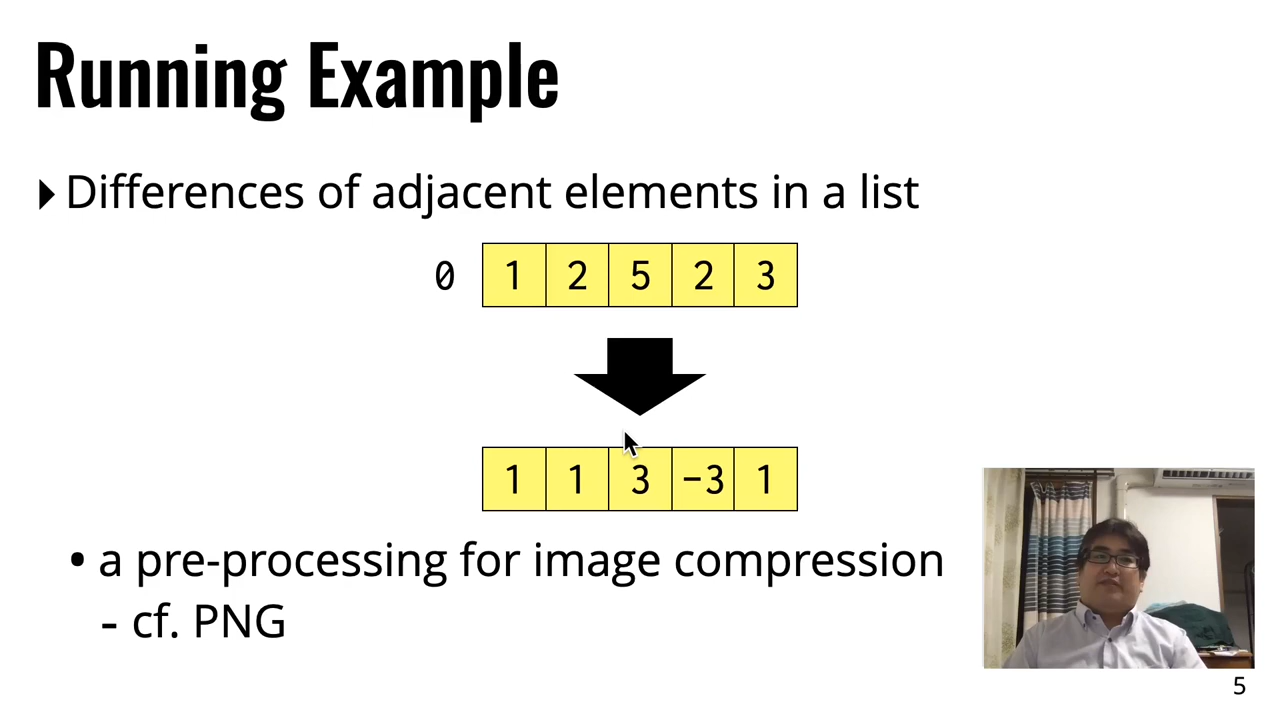 Running Example
Differences of adjacent elements in a list
0 1 2 5 2 3
1 1 3 -3 1
• a pre-processing for image compression
- cf. PNG
5